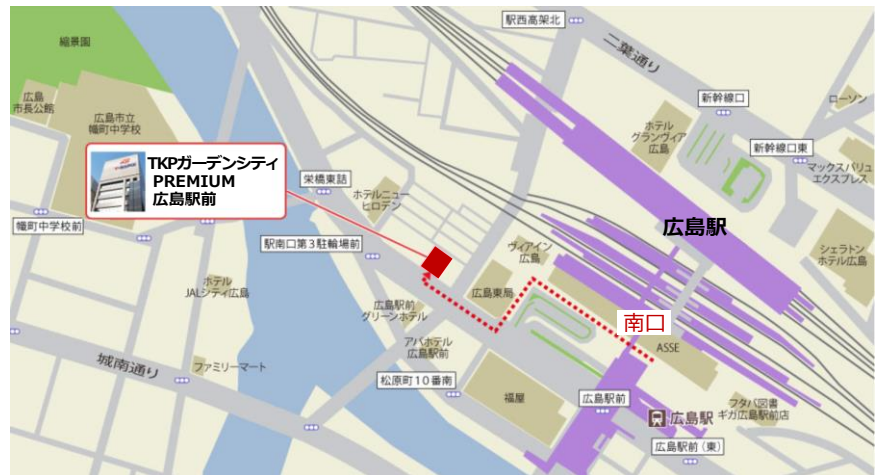 駅西高架北
二葉通り
縮景園
新幹線口
ローソン
広島
市長公館
広島市立
幟町中学校
ホテル
グランヴィア
広島
新幹線口東
マックスバリュ
エクスプレス
TKPガーデンシティ
PREMIUM
広島駅前
栄橋東詰
ホテルニュー
ヒロデン
幟町中学校前
広島駅
駅南口第3駐輪場前
ヴィアイン
広島
シェラトン
ホテル広島
ホテル
JALシティ広島
広島東局
広島駅前
グリーンホテル
南口
アパホテル
広島駅前
ASSE
城南通り
ファミリーマート
松原町10番南
福屋
広島駅前
フタバ図書
ギガ広島駅前店
広島駅
広島駅前(東)